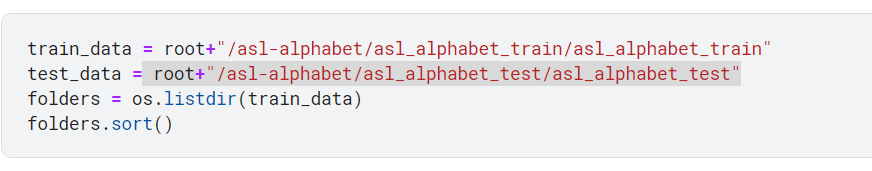 train_data = root+"/asl-alphabet/asl_alphabet_train/asl_alphabet_train"
test_data = root+"/asl-alphabet/asl_alphabet_test/asl_alphabet_test"
folders = os.listdir(train_data)
folders.sort()